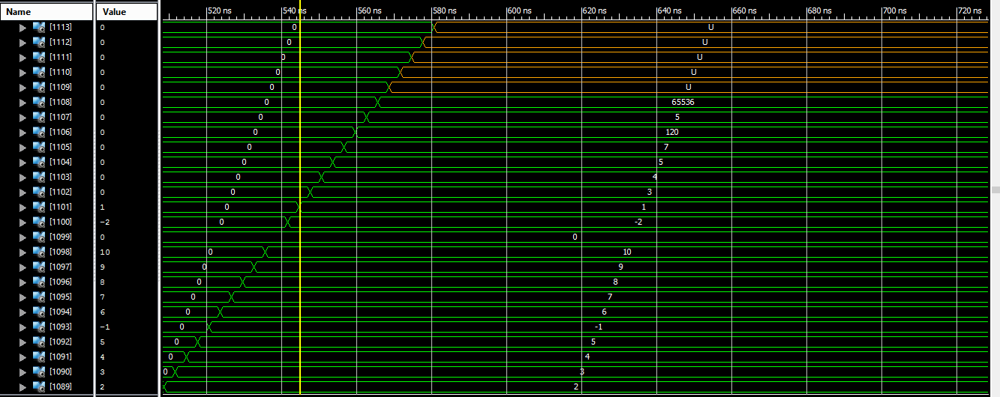 Name Value 520 ns 540 ns 560 ns 580 ns 600 ns 620 ns 640 ns 660 ns 680 ns 700 ns 720 ns
[1113] 0 0 U
[1112] 0 0 U
[1111] 0 0 U
[1110] 0 0 U
[1109] 0 0 U
[1108] 0 0 65536
[1107] 0 0 5
[1106] 0 0 120
[1105] 0 0 7
[1104] 0 0 5
[1103] 0 0 4
[1102] 0 0 3
[1101] 1 0 1
[1100] -2 0 -2
[1099] 0 0
[1098] 10 0 10
[1097] 9 0 9
[1096] 8 0 8
[1095] 7 0 7
[1094] 6 0 6
[1093] -1 0 -1
[1092] 5 0 5
[1091] 4 0 4
[1090] 3 0 3
[1089] 2 2